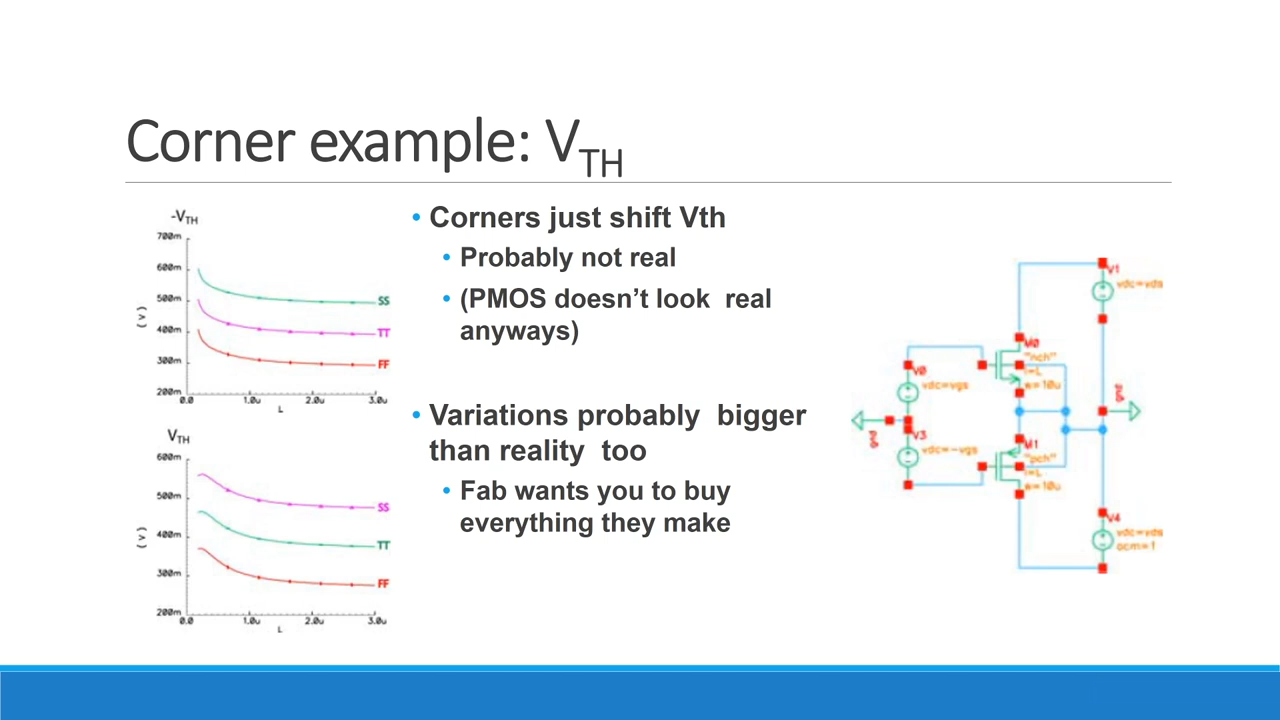 Corner example: VTH
-VTH
700m
600m
500m
400m
300m
200m
(V)
SS
TT
FF
0.0 1.0u 2.0u 3.0u
L
VTH
600m
500m
400m
300m
200m
(V)
SS
TT
FF
0.0 1.0u 2.0u 3.0u
L
• Corners just shift Vth
• Probably not real
• (PMOS doesn’t look real
anyways)
• Variations probably bigger
than reality too
• Fab wants you to buy
everything they make
V1
vdc=vds
M0
"nch"
l=L
w=10u
V0
vdc=vgs
gnd
gnd
V3
vdc=-vgs
M1
"pch"
l=L
w=10u
V4
vdc=vds